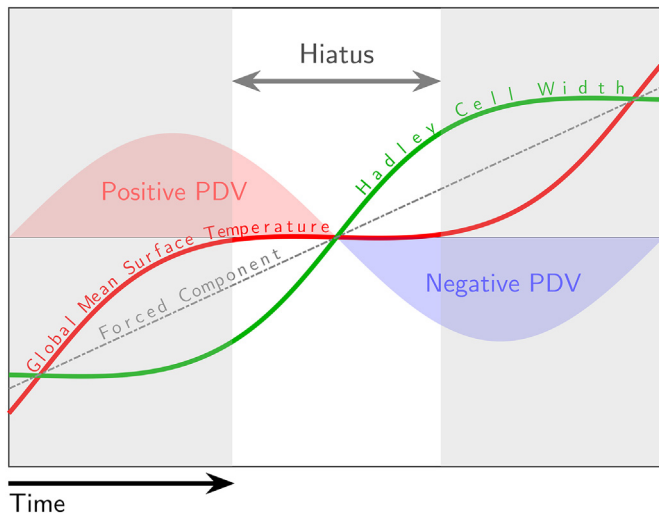 Hiatus
Hadley Cell Width
Positive PDV
Global Mean Surface Temperature
Forced Component
Negative PDV
Time